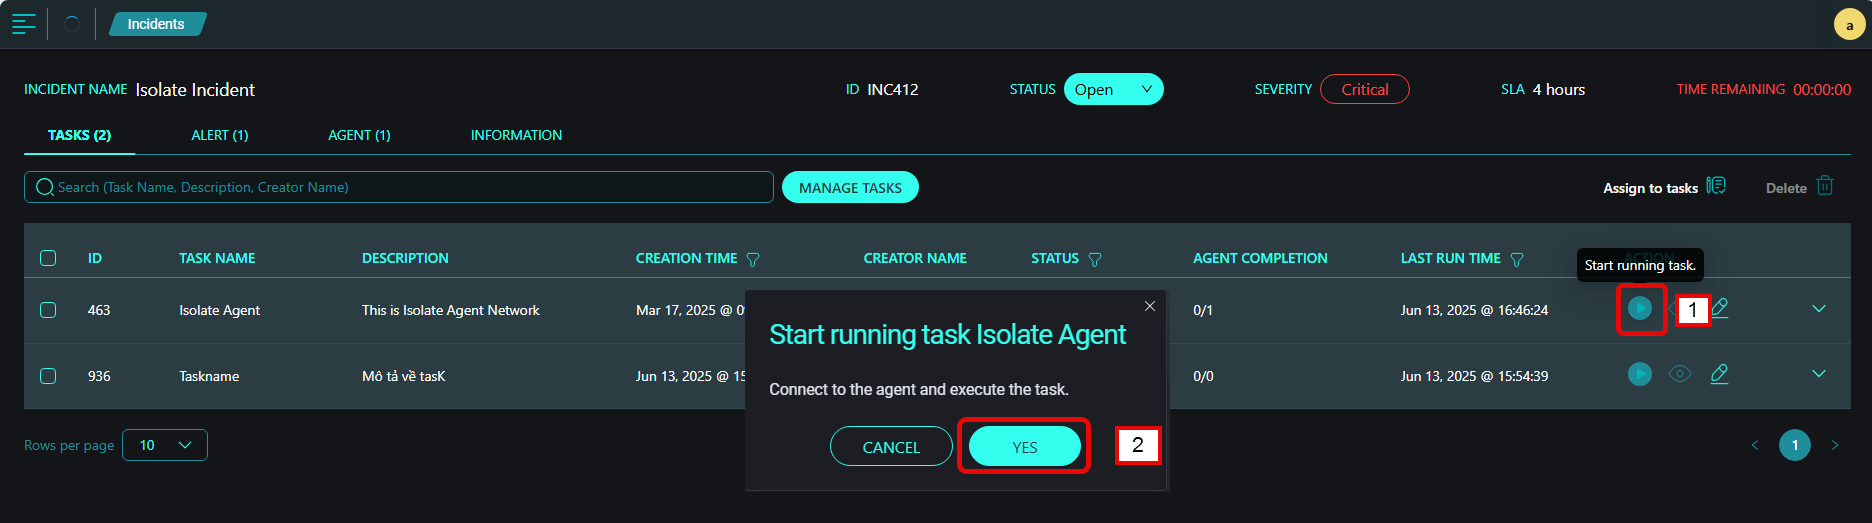 Incidents
a
INCIDENT NAME Isolate Incident
ID INC412
STATUS Open
SEVERITY Critical
SLA 4 hours
TIME REMAINING 00:00:00
TASKS (2)
ALERT (1)
AGENT (1)
INFORMATION
Search (Task Name, Description, Creator Name)
MANAGE TASKS
Assign to tasks
Delete
ID TASK NAME DESCRIPTION CREATION TIME CREATOR NAME STATUS AGENT COMPLETION LAST RUN TIME
Start running task.
463 Isolate Agent This is Isolate Agent Network Mar 17, 2025 @ 0/1 Jun 13, 2025 @ 16:46:24
1
936 Taskname Mô tả về tasK Jun 13, 2025 @ 15 0/0 Jun 13, 2025 @ 15:54:39
Start running task Isolate Agent
Connect to the agent and execute the task.
CANCEL
YES
2
Rows per page 10
1